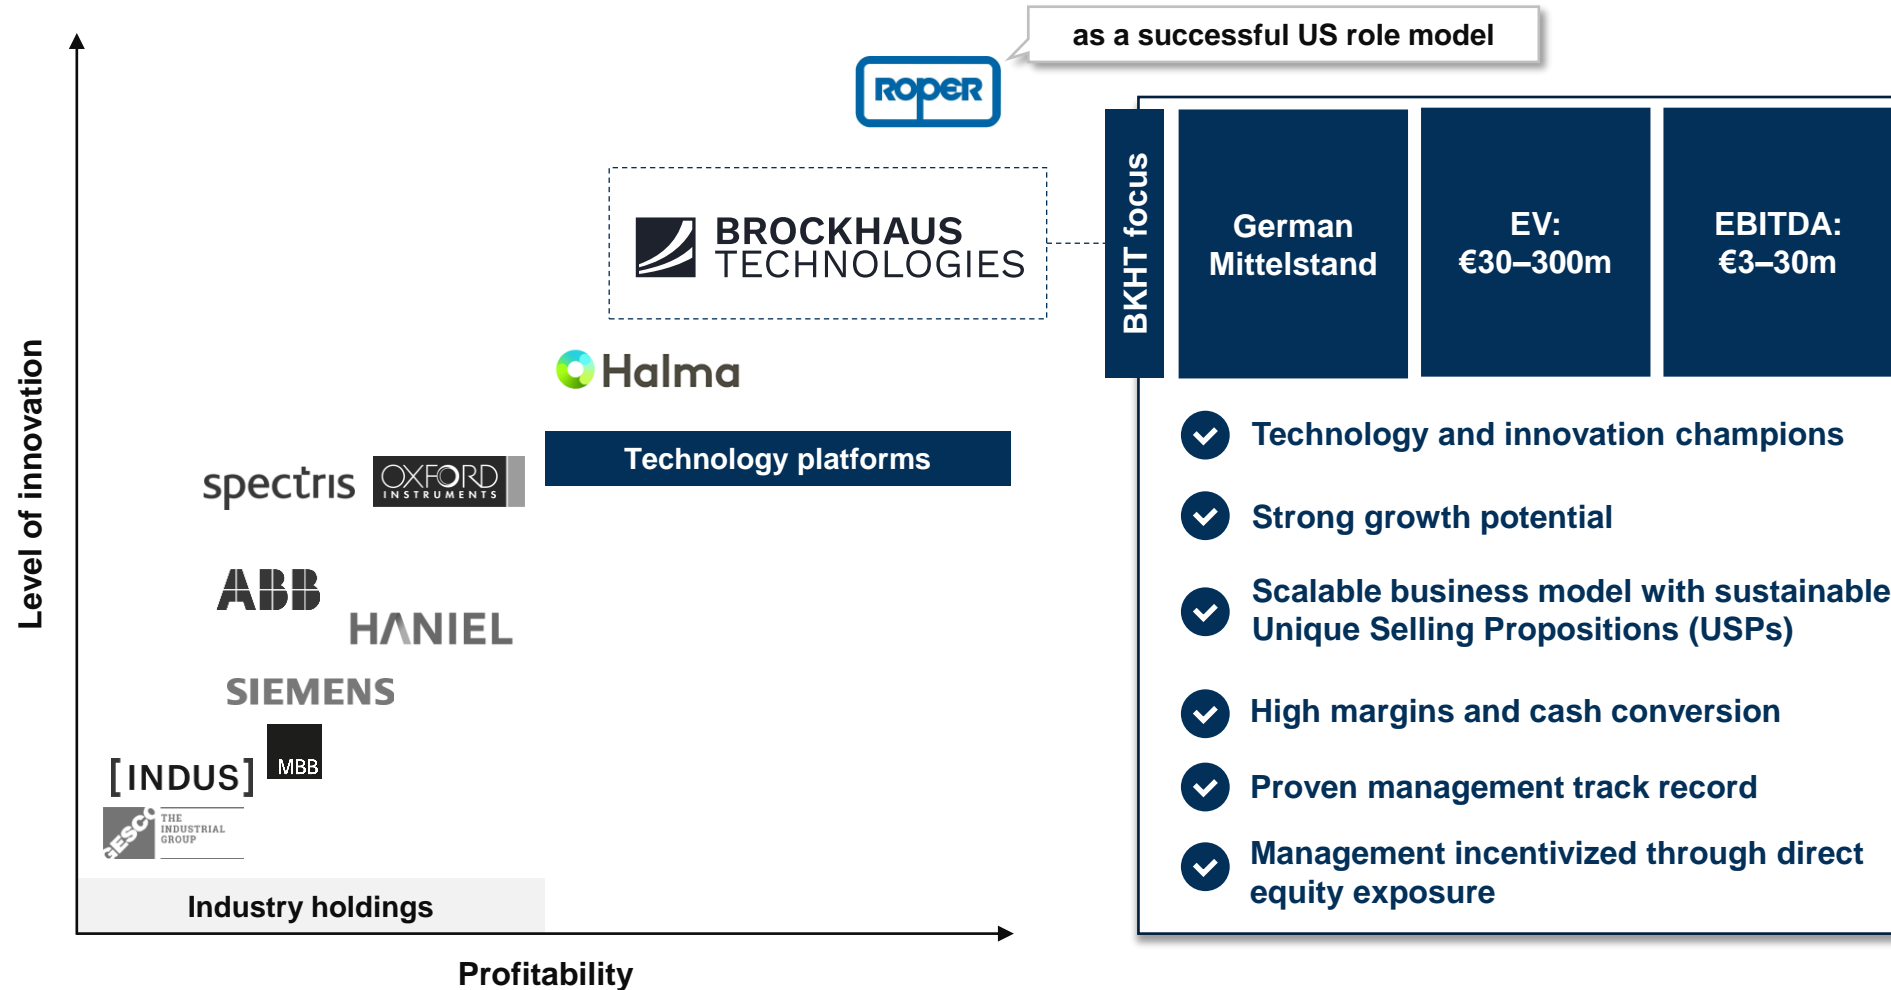 as a successful US role model
ROPER
BROCKHAUS
TECHNOLOGIES
Halma
Technology platforms
spectris
OXFORD
INSTRUMENTS
ABB
HANIEL
SIEMENS
MBB
[INDUS]
GESCO
THE
INDUSTRIAL
GROUP
Industry holdings
Level of innovation
Profitability
BKHT focus
German
Mittelstand
EV:
€30–300m
EBITDA:
€3–30m
Technology and innovation champions
Strong growth potential
Scalable business model with sustainable
Unique Selling Propositions (USPs)
High margins and cash conversion
Proven management track record
Management incentivized through direct
equity exposure